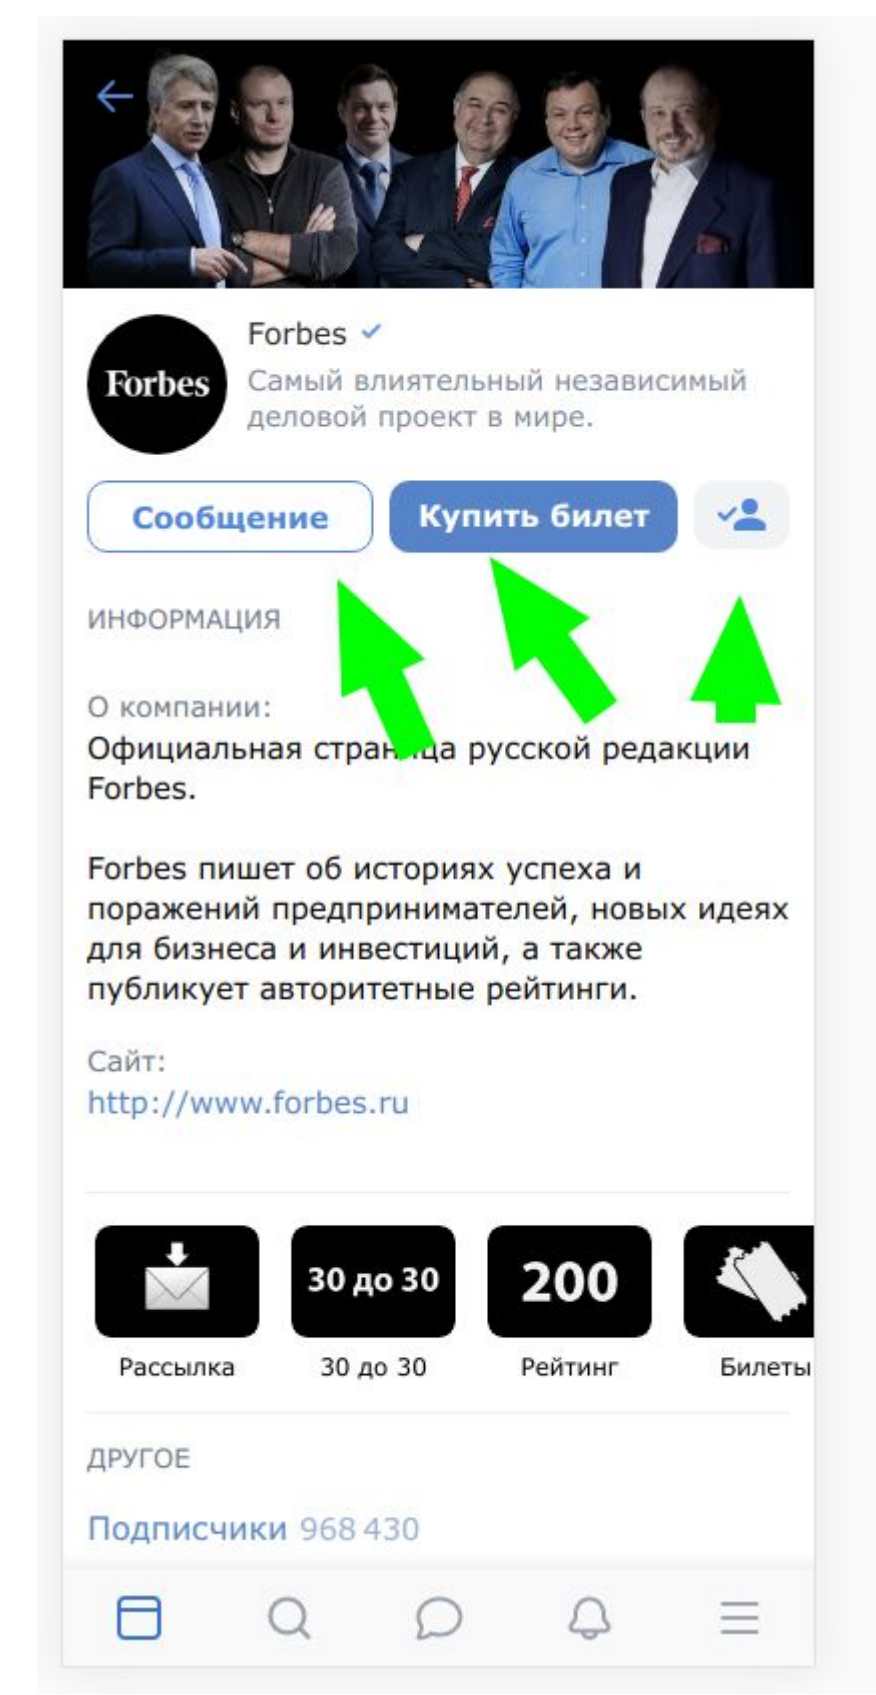 Forbes
Forbes
Самый влиятельный независимый
деловой проект в мире.
Сообщение
Купить билет
ИНФОРМАЦИЯ
О компании:
Официальная страница русской редакции
Forbes.
Forbes пишет об историях успеха и
поражений предпринимателей, новых идеях
для бизнеса и инвестиций, а также
публикует авторитетные рейтинги.
Сайт:
http://www.forbes.ru
30 до 30
200
Рассылка
30 до 30
Рейтинг
Билеты
ДРУГОЕ
Подписчики 968 430